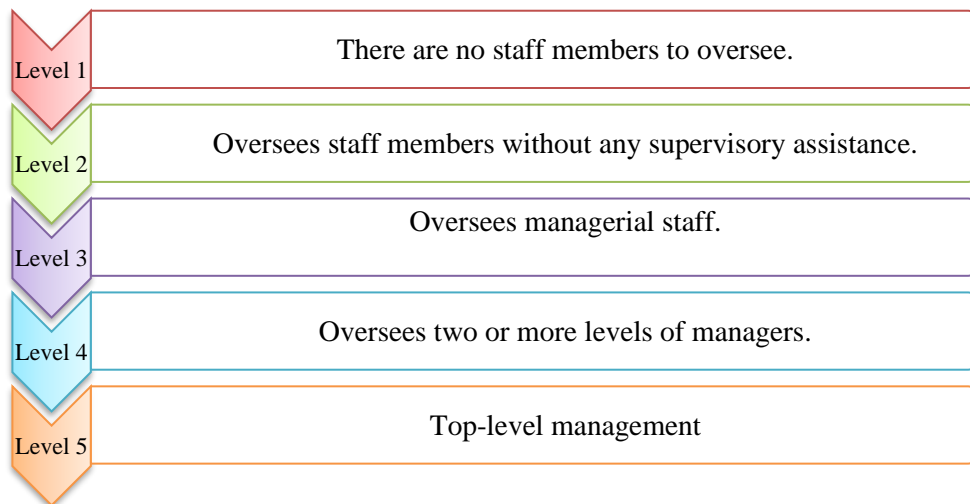 Level 1
There are no staff members to oversee.
Level 2
Oversees staff members without any supervisory assistance.
Level 3
Oversees managerial staff.
Level 4
Oversees two or more levels of managers.
Level 5
Top-level management